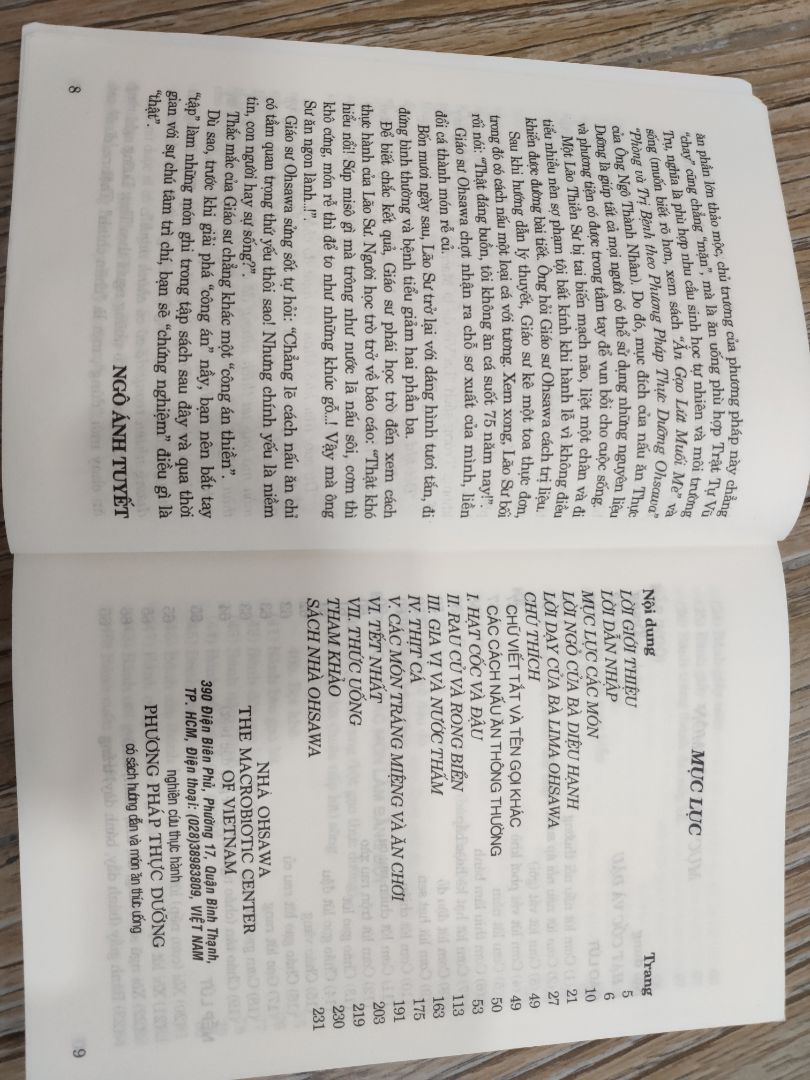 ăn phần lớn thảo mộc, chủ trương của phương pháp này chẳng
“chay” cũng chẳng “mặn”, mà là ăn uống phù hợp Trật Tự Vũ
Trụ, nghĩa là phù hợp nhu cầu sinh học tự nhiên và môi trường
sống (muốn biết rõ hơn, xem sách “Ăn Gạo Lứt Muối Mè” và
“Phòng và Trị Bệnh theo Phương Pháp Thực Dưỡng Ohsawa”
của Ông Ngô Thành Nhân). Do đó, mục đích của nấu ăn Thực
Dưỡng là giúp tất cả mọi người có thể sử dụng những nguyên liệu
và phương tiện có được trong tầm tay để vun bồi cho cuộc sống.
Một Lão Thiền Sư bị tai biến mạch não, liệt một chân và đi
tiểu nhiều nên sợ phạm tội bất kính khi hành lễ vì không điều
khiển được đường bài tiết. Ông hỏi Giáo sư Ohsawa cách trị liệu.
Sau khi hướng dẫn lý thuyết, Giáo sư kê một toa thực đơn,
trong đó có cách nấu một loại cá với tương. Xem xong, Lão Sư bối
rối nói: “Thật đáng buồn, tôi không ăn cá suốt 75 năm nay!”.
Giáo sư Ohsawa chợt nhận ra chỗ sơ xuất của mình, liền
đổi cá thành món rễ củ.
Bốn mươi ngày sau, Lão Sư trở lại với dáng hình tươi tắn, đi
đứng bình thường và bệnh tiểu giảm hai phần ba.
Để biết chắc kết quả, Giáo sư phái học trò đến xem cách
thực hành của Lão Sư. Người học trò trở về báo cáo: “Thật khó
hiểu nổi! Súp misô gì mà trông như nước lã nấu sôi, cơm thì
khô cứng, món rễ thì để to như những khúc gỗ...! Vậy mà ông
Sư ăn ngon lành...!”.
Giáo sư Ohsawa sửng sốt tự hỏi: “Chẳng lẽ cách nấu ăn chỉ
có tầm quan trọng thứ yếu thôi sao! Nhưng chính yếu là niềm
tin, con người hay sự sống?”
Thắc mắc của Giáo sư chẳng khác một “công án thiền”.
Dù sao, trước khi giải phá “công án” nầy, bạn nên bắt tay
“tập” làm những món ghi trong tập sách sau đây và qua thời
gian với sự chú tâm trì chí, bạn sẽ “chứng nghiệm” điều gì là
“thật”.
NGÔ ÁNH TUYẾT
8
MỤC LỤC
Nội dung Trang
LỜI GIỚI THIỆU 5
LỜI DẪN NHẬP 6
MỤC LỤC CÁC MÓN 10
LỜI NGỎ CỦA BÀ DIỆU HẠNH 21
LỜI DẠY CỦA BÀ LIMA OHSAWA 27
CHÚ THÍCH 49
CHỮ VIẾT TẮT VÀ TÊN GỌI KHÁC 49
CÁC CÁCH NẤU ĂN THÔNG THƯỜNG 50
I. HẠT CỐC VÀ ĐẬU 53
II. RAU CỦ VÀ RONG BIỂN 113
III. GIA VỊ VÀ NƯỚC THẤM 163
IV. THỊT CÁ 175
V. CÁC MÓN TRÁNG MIỆNG VÀ ĂN CHƠI 191
VI. TẾT NHẤT 203
VII. THỨC UỐNG 219
THAM KHẢO 230
SÁCH NHÀ OHSAWA 231
NHÀ OHSAWA
THE MACROBIOTIC CENTER
OF VIETNAM
390 Điện Biên Phủ, Phường 17, Quận Bình Thạnh,
TP. HCM, Điện thoại: (028)38983809, VIỆT NAM
nghiên cứu thực hành
PHƯƠNG PHÁP THỰC DƯỠNG
có sách hướng dẫn và món ăn thức uống
9